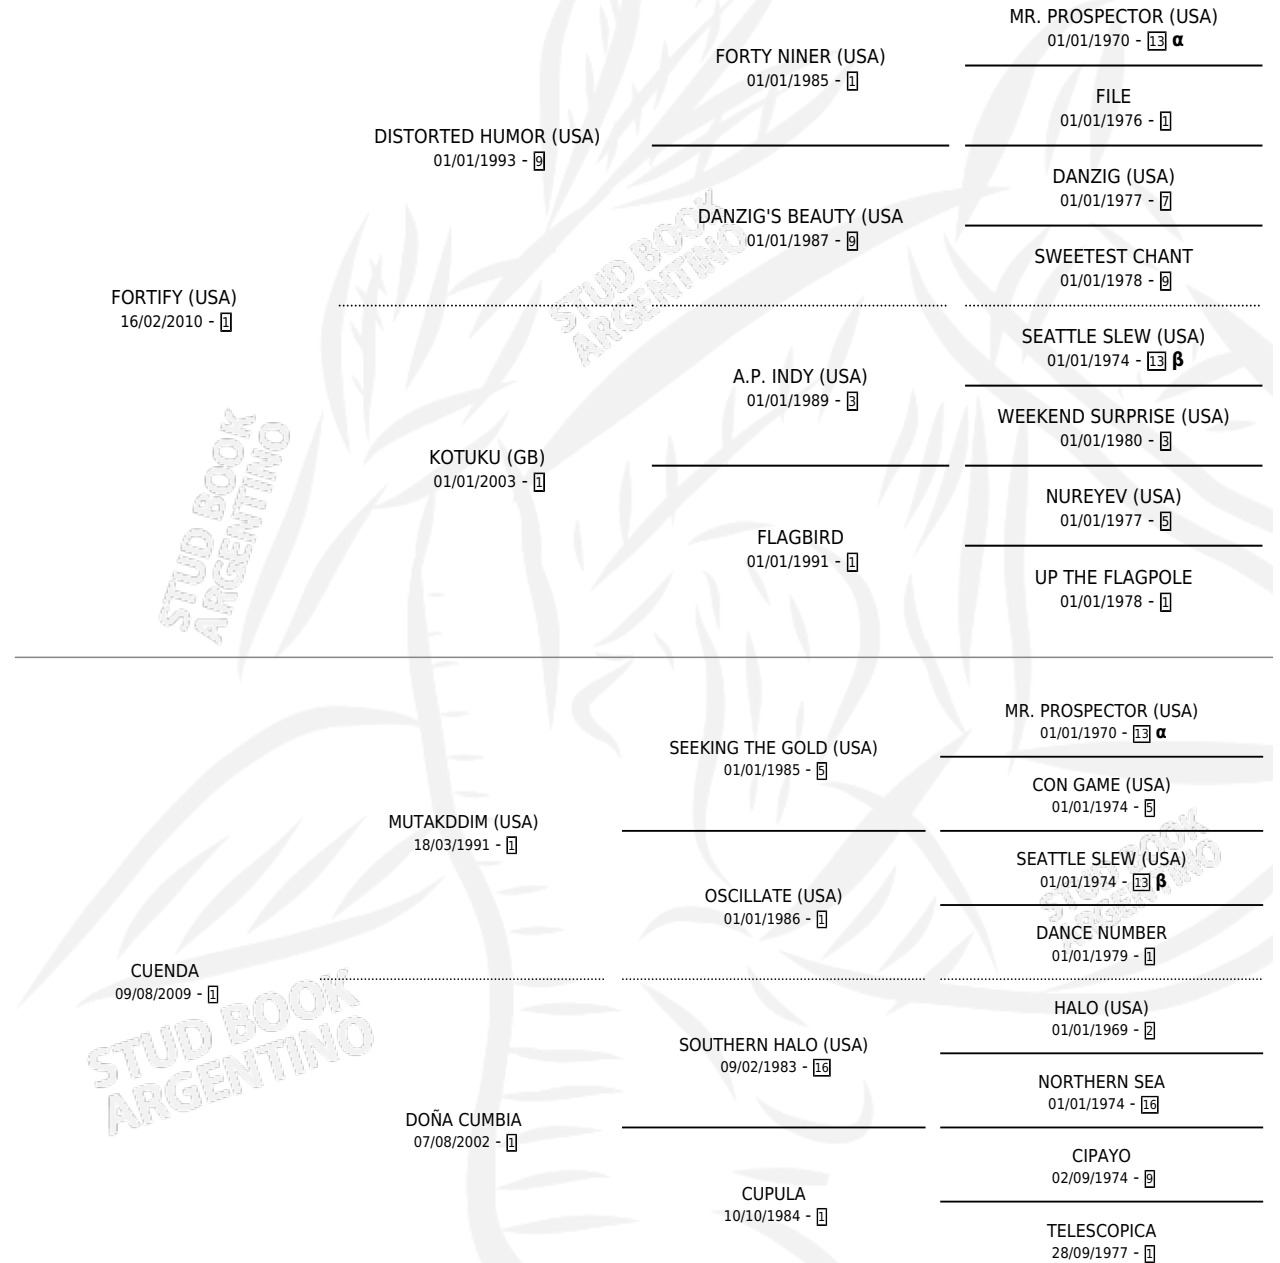 MR. PROSPECTOR (USA)
01/01/1970 - 13 α
FORTY NINER (USA)
01/01/1985 - 1
FILE
01/01/1976 - 1
DISTORTED HUMOR (USA)
01/01/1993 - 9
DANZIG (USA)
01/01/1977 - 7
DANZIG'S BEAUTY (USA
01/01/1987 - 9
SWEETEST CHANT
01/01/1978 - 9
FORTIFY (USA)
16/02/2010 - 1
SEATTLE SLEW (USA)
01/01/1974 - 13 β
A.P. INDY (USA)
01/01/1989 - 3
WEEKEND SURPRISE (USA)
01/01/1980 - 3
KOTUKU (GB)
01/01/2003 - 1
NUREYEV (USA)
01/01/1977 - 5
FLAGBIRD
01/01/1991 - 1
UP THE FLAGPOLE
01/01/1978 - 1
MR. PROSPECTOR (USA)
01/01/1970 - 13 α
SEEKING THE GOLD (USA)
01/01/1985 - 5
CON GAME (USA)
01/01/1974 - 5
MUTAKDDIM (USA)
18/03/1991 - 1
SEATTLE SLEW (USA)
01/01/1974 - 13 β
OSCILLATE (USA)
01/01/1986 - 1
DANCE NUMBER
01/01/1979 - 1
CUENDA
09/08/2009 - 1
HALO (USA)
01/01/1969 - 2
SOUTHERN HALO (USA)
09/02/1983 - 16
NORTHERN SEA
01/01/1974 - 16
DOÑA CUMBIA
07/08/2002 - 1
CIPAYO
02/09/1974 - 9
CUPULA
10/10/1984 - 1
TELESCOPICA
28/09/1977 - 1
STUD BOOK
ARGENTINO
STUD BOOK
ARGENTINO
STUD BOOK
ARGENTINO
STUD BOOK
ARGENTINO